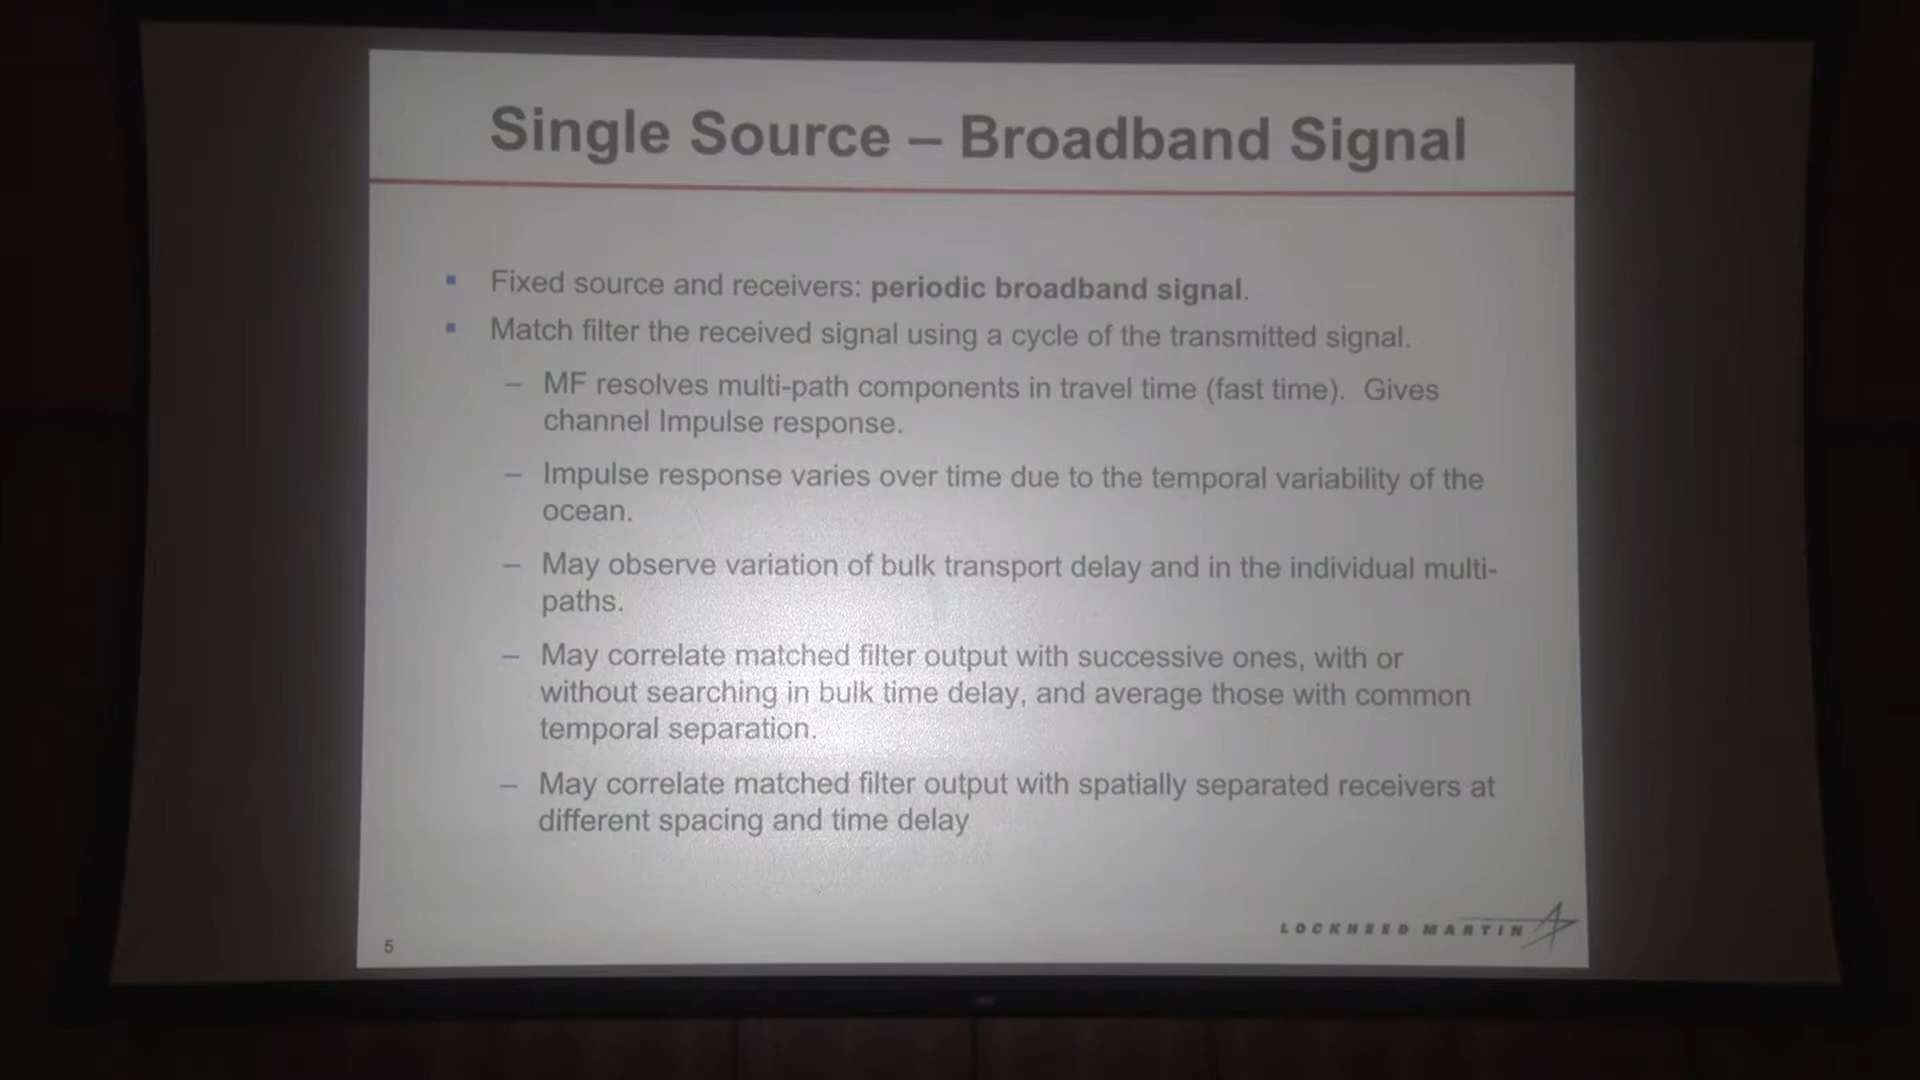 Single Source – Broadband Signal
▪ Fixed source and receivers: periodic broadband signal.
▪ Match filter the received signal using a cycle of the transmitted signal.
– MF resolves multi-path components in travel time (fast time). Gives
channel Impulse response.
– Impulse response varies over time due to the temporal variability of the
ocean.
– May observe variation of bulk transport delay and in the individual multi-
paths.
– May correlate matched filter output with successive ones, with or
without searching in bulk time delay, and average those with common
temporal separation.
– May correlate matched filter output with spatially separated receivers at
different spacing and time delay
LOCKHEED MARTIN
5